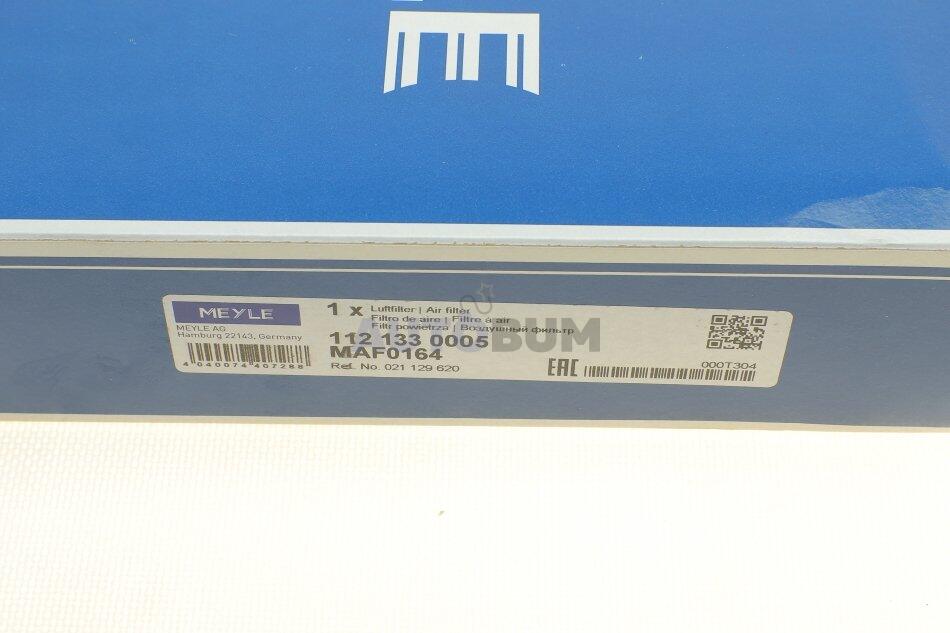 E
MEYLE
MEYLE AG
Hamburg 22143, Germany
4 040074 407288
1 x Luftfilter | Air filter
Filtro de aire | Filtre à air
Filtr powietrza | Воздушный фильтр
112 133 0005
MAF0164
Ref. No. 021 129 620
EAC
000T304
BUM